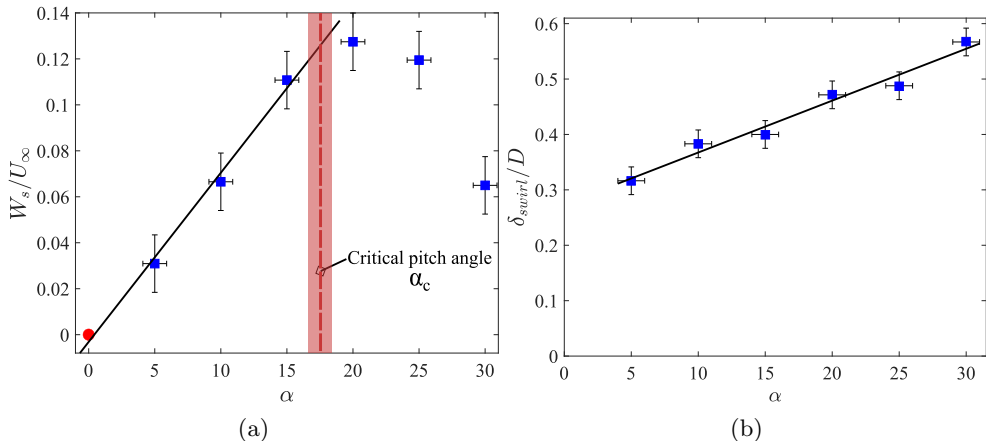 0.14
0.12
0.1
0.08
0.06
0.04
0.02
0
W_s/U_∞
Critical pitch angle
α_c
0 5 10 15 20 25 30
α
(a)
0.6
0.5
0.4
0.3
0.2
0.1
0
δ_swirl/D
0 5 10 15 20 25 30
α
(b)